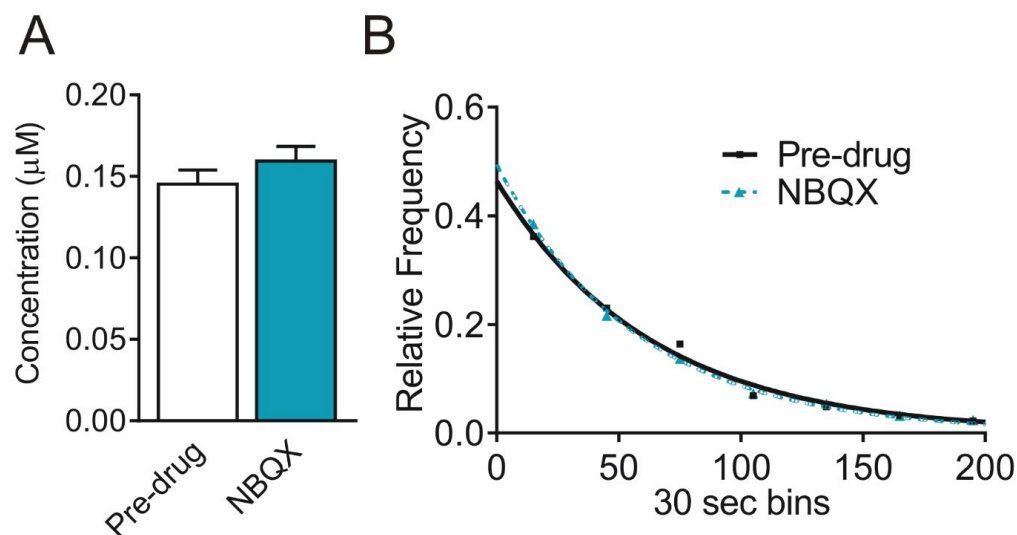 A
Concentration (μM)
0.20
0.15
0.10
0.05
0.00
Pre-drug
NBQX
B
Relative Frequency
0.6
0.4
0.2
0.0
0
50
100
150
200
30 sec bins
Pre-drug
NBQX